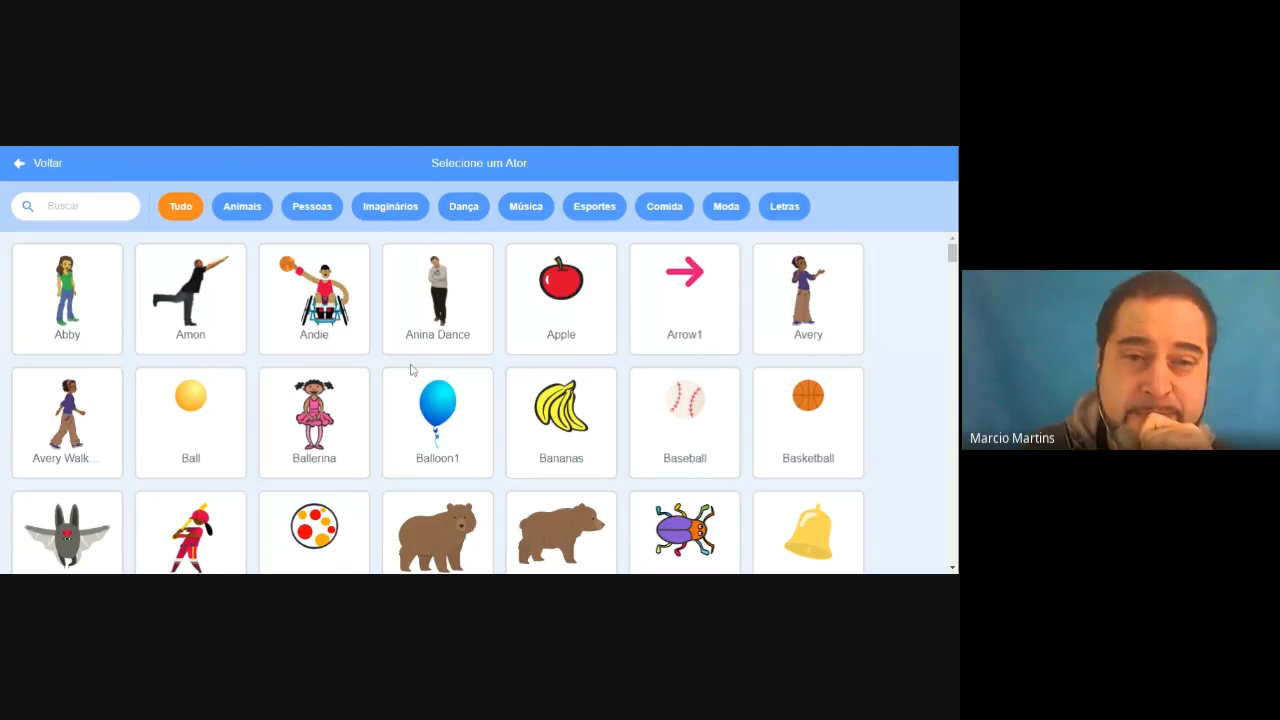 Voltar
Selecione um Ator
Buscar
Tudo
Animais
Pessoas
Imaginários
Dança
Música
Esportes
Comida
Moda
Letras
Abby
Amon
Andie
Anina Dance
Apple
Arrow1
Avery
Avery Walk...
Ball
Ballerina
Balloon1
Bananas
Baseball
Basketball
Marcio Martins